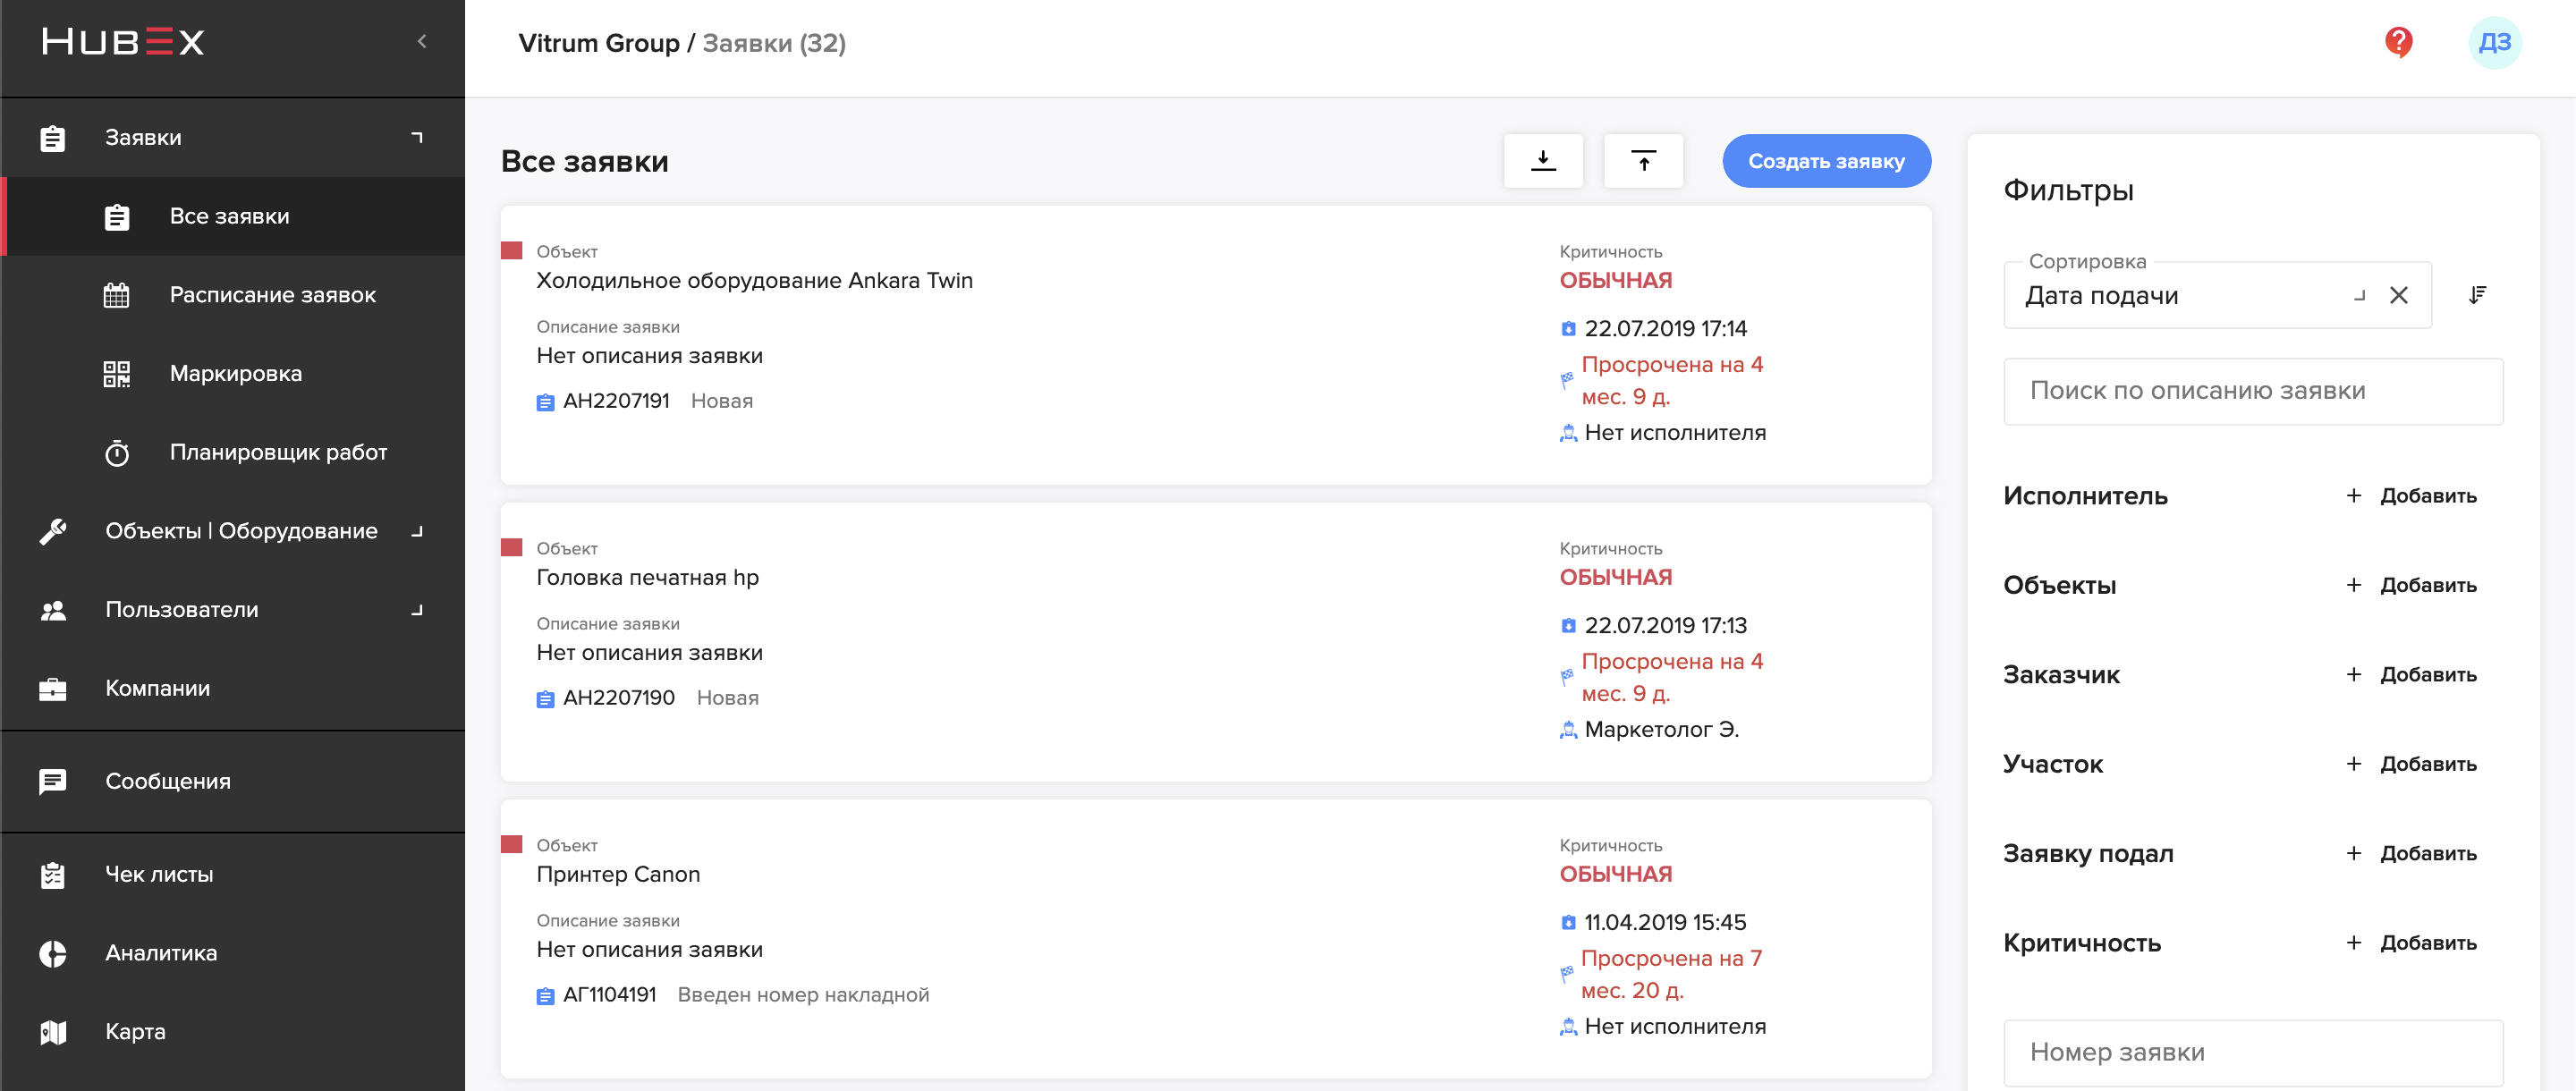 HUBEX
Vitrum Group / Заявки (32)
ДЗ
Заявки
Все заявки
Расписание заявок
Маркировка
Планировщик работ
Объекты | Оборудование
Пользователи
Компании
Сообщения
Чек листы
Аналитика
Карта
Все заявки
Создать заявку
Объект
Холодильное оборудование Ankara Twin
Описание заявки
Нет описания заявки
АН2207191 Новая
Критичность
ОБЫЧНАЯ
22.07.2019 17:14
Просрочена на 4
мес. 9 д.
Нет исполнителя
Объект
Головка печатная hp
Описание заявки
Нет описания заявки
АН2207190 Новая
Критичность
ОБЫЧНАЯ
22.07.2019 17:13
Просрочена на 4
мес. 9 д.
Маркетолог Э.
Объект
Принтер Canon
Описание заявки
Нет описания заявки
АГ1104191 Введен номер накладной
Критичность
ОБЫЧНАЯ
11.04.2019 15:45
Просрочена на 7
мес. 20 д.
Нет исполнителя
Фильтры
Сортировка
Дата подачи
Поиск по описанию заявки
Исполнитель + Добавить
Объекты + Добавить
Заказчик + Добавить
Участок + Добавить
Заявку подал + Добавить
Критичность + Добавить
Номер заявки